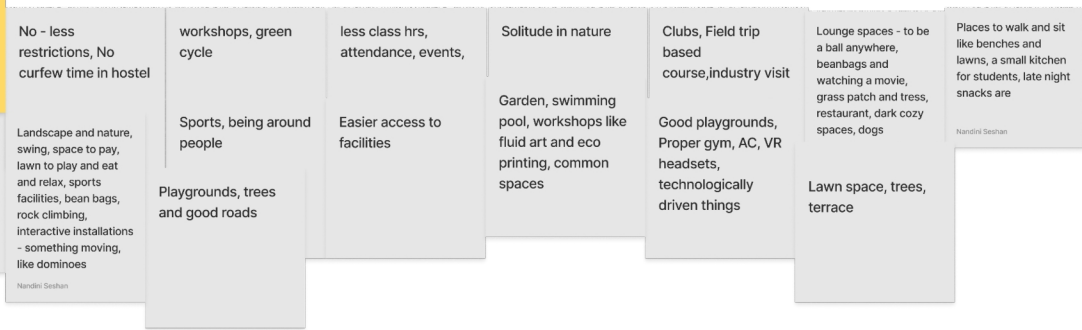 No - less
restrictions, No
curfew time in hostel
workshops, green
cycle
less class hrs,
attendance, events,
Solitude in nature
Clubs, Field trip
based
course,industry visit
Lounge spaces - to be
a ball anywhere,
beanbags and
watching a movie,
grass patch and tress,
restaurant, dark cozy
spaces, dogs
Places to walk and sit
like benches and
lawns, a small kitchen
for students, late night
snacks are
Nandini Seshan
Landscape and nature,
swing, space to pay,
lawn to play and eat
and relax, sports
facilities, bean bags,
rock climbing,
interactive installations
- something moving,
like dominoes
Nandini Seshan
Sports, being around
people
Easier access to
facilities
Garden, swimming
pool, workshops like
fluid art and eco
printing, common
spaces
Good playgrounds,
Proper gym, AC, VR
headsets,
technologically
driven things
Playgrounds, trees
and good roads
Lawn space, trees,
terrace